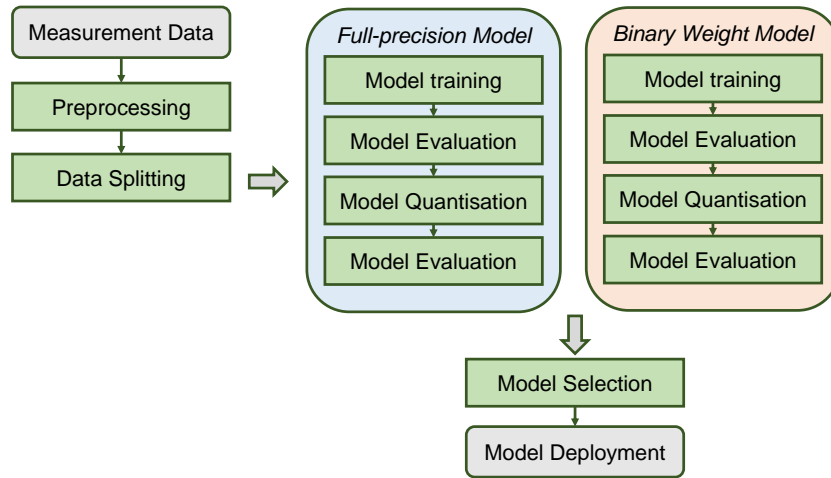 Measurement Data
Preprocessing
Data Splitting
Full-precision Model
Model training
Model Evaluation
Model Quantisation
Model Evaluation
Binary Weight Model
Model training
Model Evaluation
Model Quantisation
Model Evaluation
Model Selection
Model Deployment